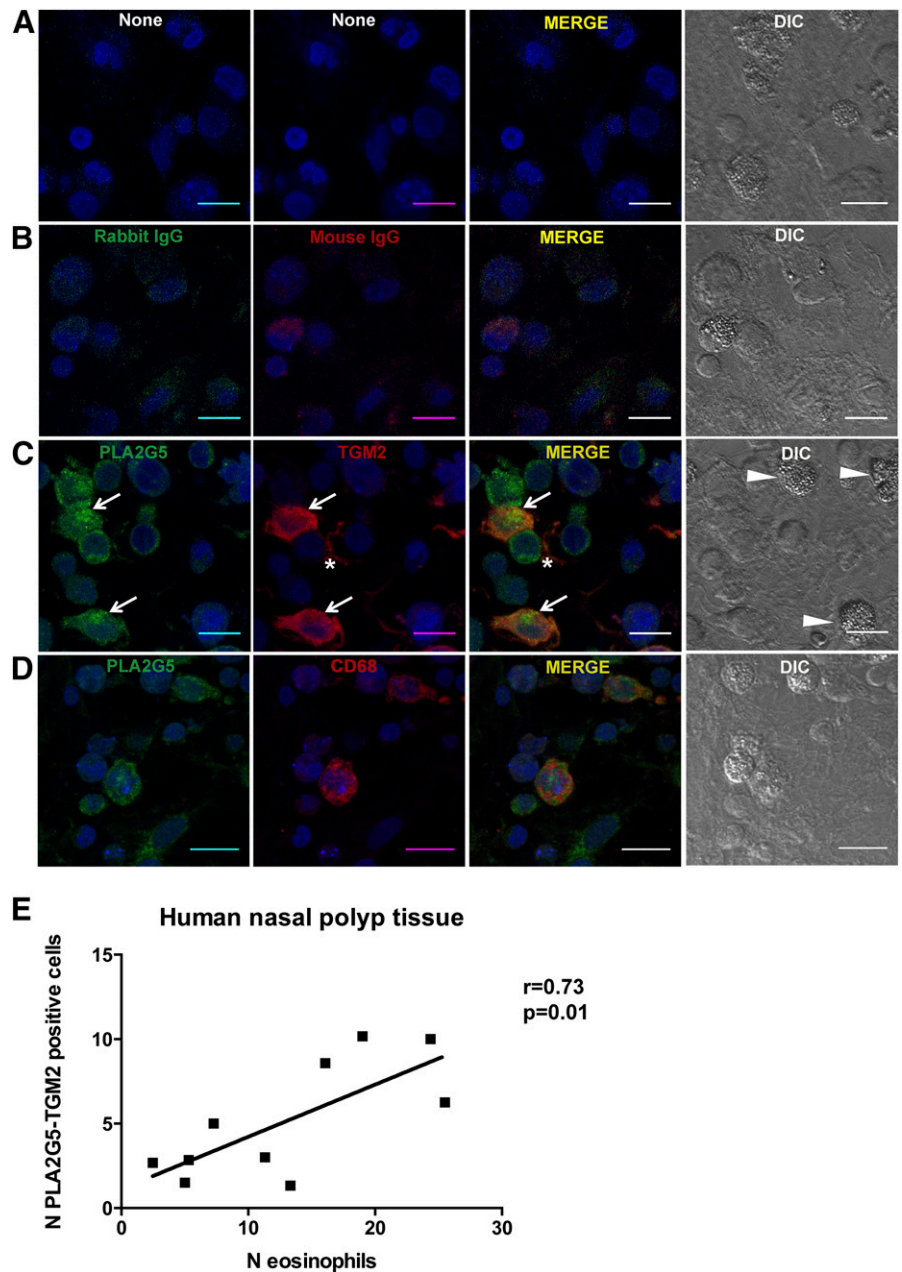 A
None
None
MERGE
DIC
B
Rabbit IgG
Mouse IgG
MERGE
DIC
C
PLA2G5
TGM2
MERGE
DIC
*
*
D
PLA2G5
CD68
MERGE
DIC
E
Human nasal polyp tissue
N PLA2G5-TGM2 positive cells
15
10
5
0
0
10
20
30
N eosinophils
r=0.73
p=0.01